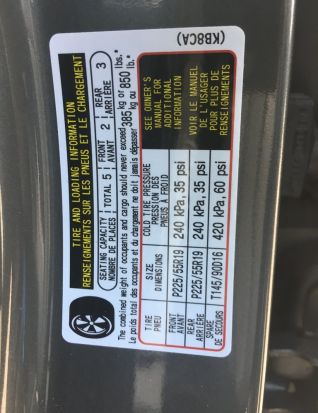 TIRE AND LOADING INFORMATION
RENSEIGNEMENTS SUR LES PNEUS ET LE CHARGEMENT
SEATING CAPACITY TOTAL 5 FRONT 2 REAR 3
NOMBRE DE PLACES AVANT ARRIÈRE
The combined weight of occupants and cargo should never exceed 385 kg or 850 lbs.
Le poids total des occupants et du chargement ne doit jamais dépasser 385 kg ou 850 lb.
TIRE SIZE COLD TIRE PRESSURE
PNEU DIMENSIONS PRESSION DES PNEUS À FROID
FRONT AVANT P225/55R19 240 kPa, 35 psi
REAR ARRIÈRE P225/55R19 240 kPa, 35 psi
SPARE DE SECOURS T145/90D16 420 kPa, 60 psi
SEE OWNER'S
MANUAL FOR
ADDITIONAL
INFORMATION
VOIR LE MANUEL
DE L'USAGER
POUR PLUS DE
RENSEIGNEMENTS
(KB8CA)